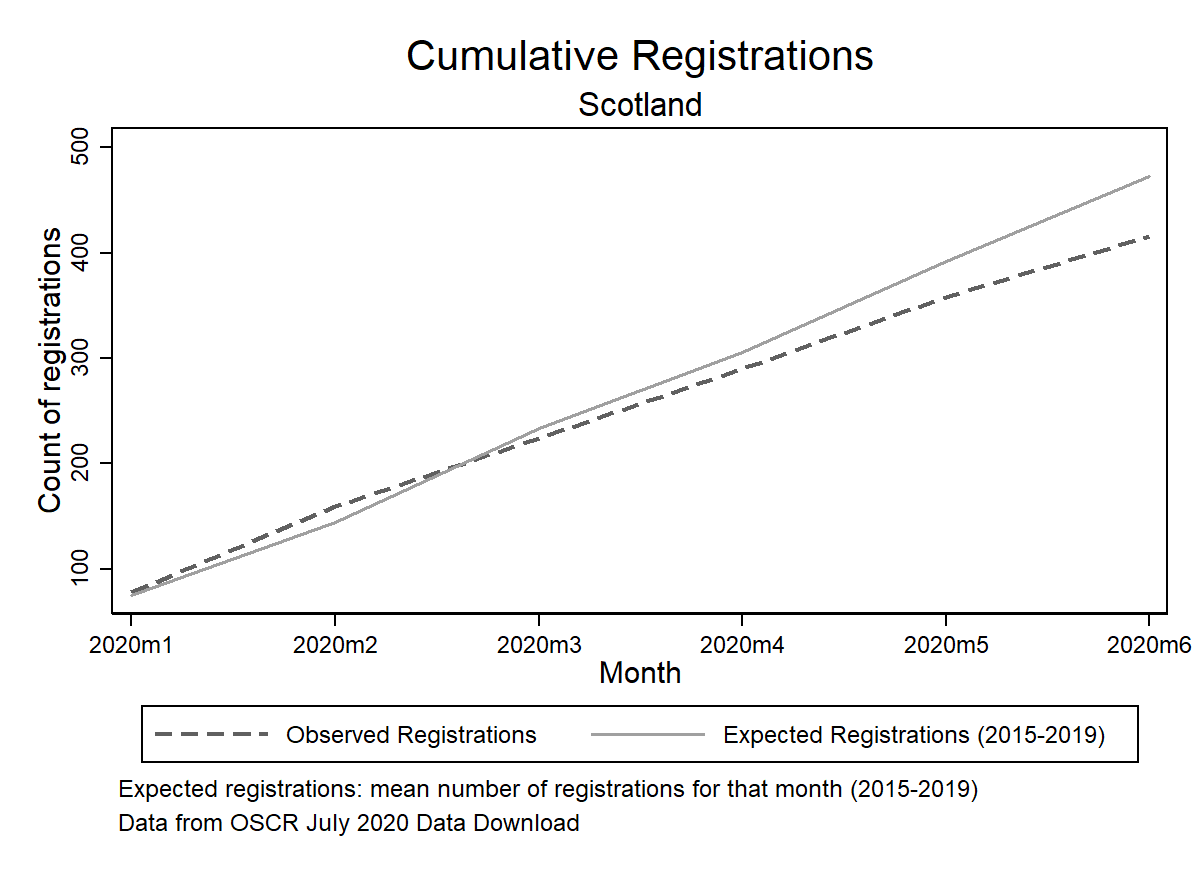 Cumulative Registrations
Scotland
Count of registrations
500
400
300
200
100
2020m1 2020m2 2020m3 2020m4 2020m5 2020m6
Month
Observed Registrations Expected Registrations (2015-2019)
Expected registrations: mean number of registrations for that month (2015-2019)
Data from OSCR July 2020 Data Download